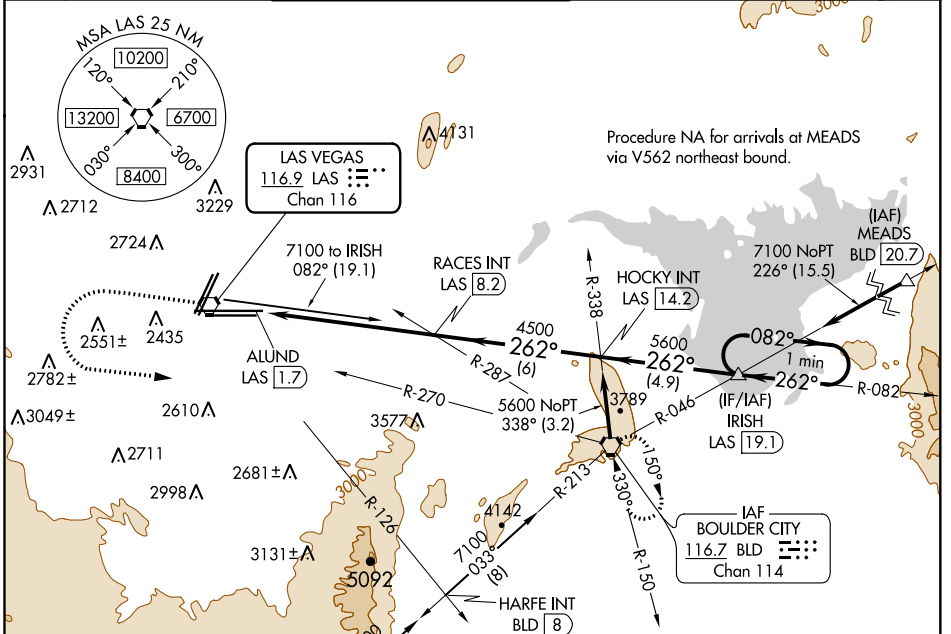 MSA LAS 25 NM
10200
120°
210°
13200
6700
030°
300°
8400
3000
4131
2931
2712
3229
2724
LAS VEGAS
116.9 LAS
Chan 116
Procedure NA for arrivals at MEADS
via V562 northeast bound.
(IAF)
MEADS
BLD 20.7
7100 NoPT
226° (15.5)
7100 to IRISH
082° (19.1)
RACES INT
LAS 8.2
HOCKY INT
LAS 14.2
R-338
2551±
2435
2782±
ALUND
LAS 1.7
4500
262°
(6)
5600
262°
(4.9)
082°
1 min
262°
R-082
R-287
R-270
5600 NoPT
338° (3.2)
3789
R-046
(IF/IAF)
IRISH
LAS 19.1
3000
3049±
2610
3577
2711
2681±
2998
3000
R-126
R-213
150°
330°
R-150
4142
7100
033°
(8)
3131±
5092
IAF
BOULDER CITY
116.7 BLD
Chan 114
HARFE INT
BLD 8